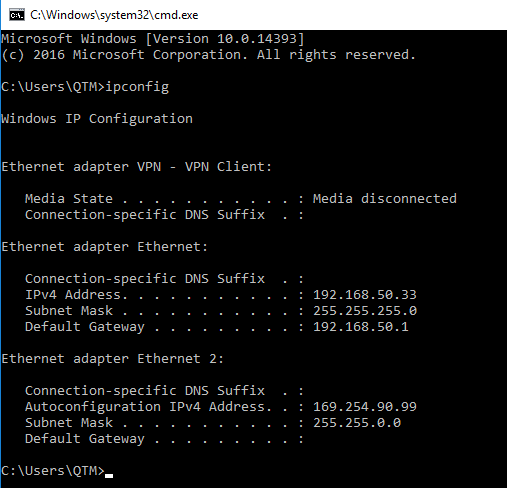 C:\Windows\system32\cmd.exe
Microsoft Windows [Version 10.0.14393]
(c) 2016 Microsoft Corporation. All rights reserved.
C:\Users\QTM>ipconfig
Windows IP Configuration
Ethernet adapter VPN - VPN Client:
   Media State . . . . . . . . . . . : Media disconnected
   Connection-specific DNS Suffix  . :
Ethernet adapter Ethernet:
   Connection-specific DNS Suffix  . :
   IPv4 Address. . . . . . . . . . . : 192.168.50.33
   Subnet Mask . . . . . . . . . . . : 255.255.255.0
   Default Gateway . . . . . . . . . : 192.168.50.1
Ethernet adapter Ethernet 2:
   Connection-specific DNS Suffix  . :
   Autoconfiguration IPv4 Address. . : 169.254.90.99
   Subnet Mask . . . . . . . . . . . : 255.255.0.0
   Default Gateway . . . . . . . . . :
C:\Users\QTM>